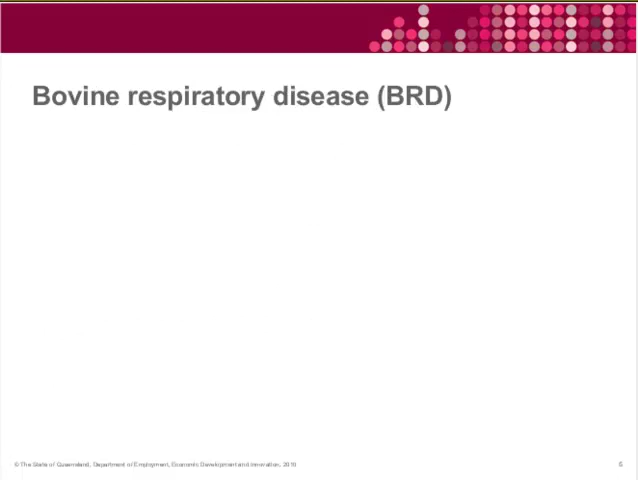 Bovine respiratory disease (BRD)
© The State of Queensland, Department of Employment, Economic Development and Innovation, 2010
5